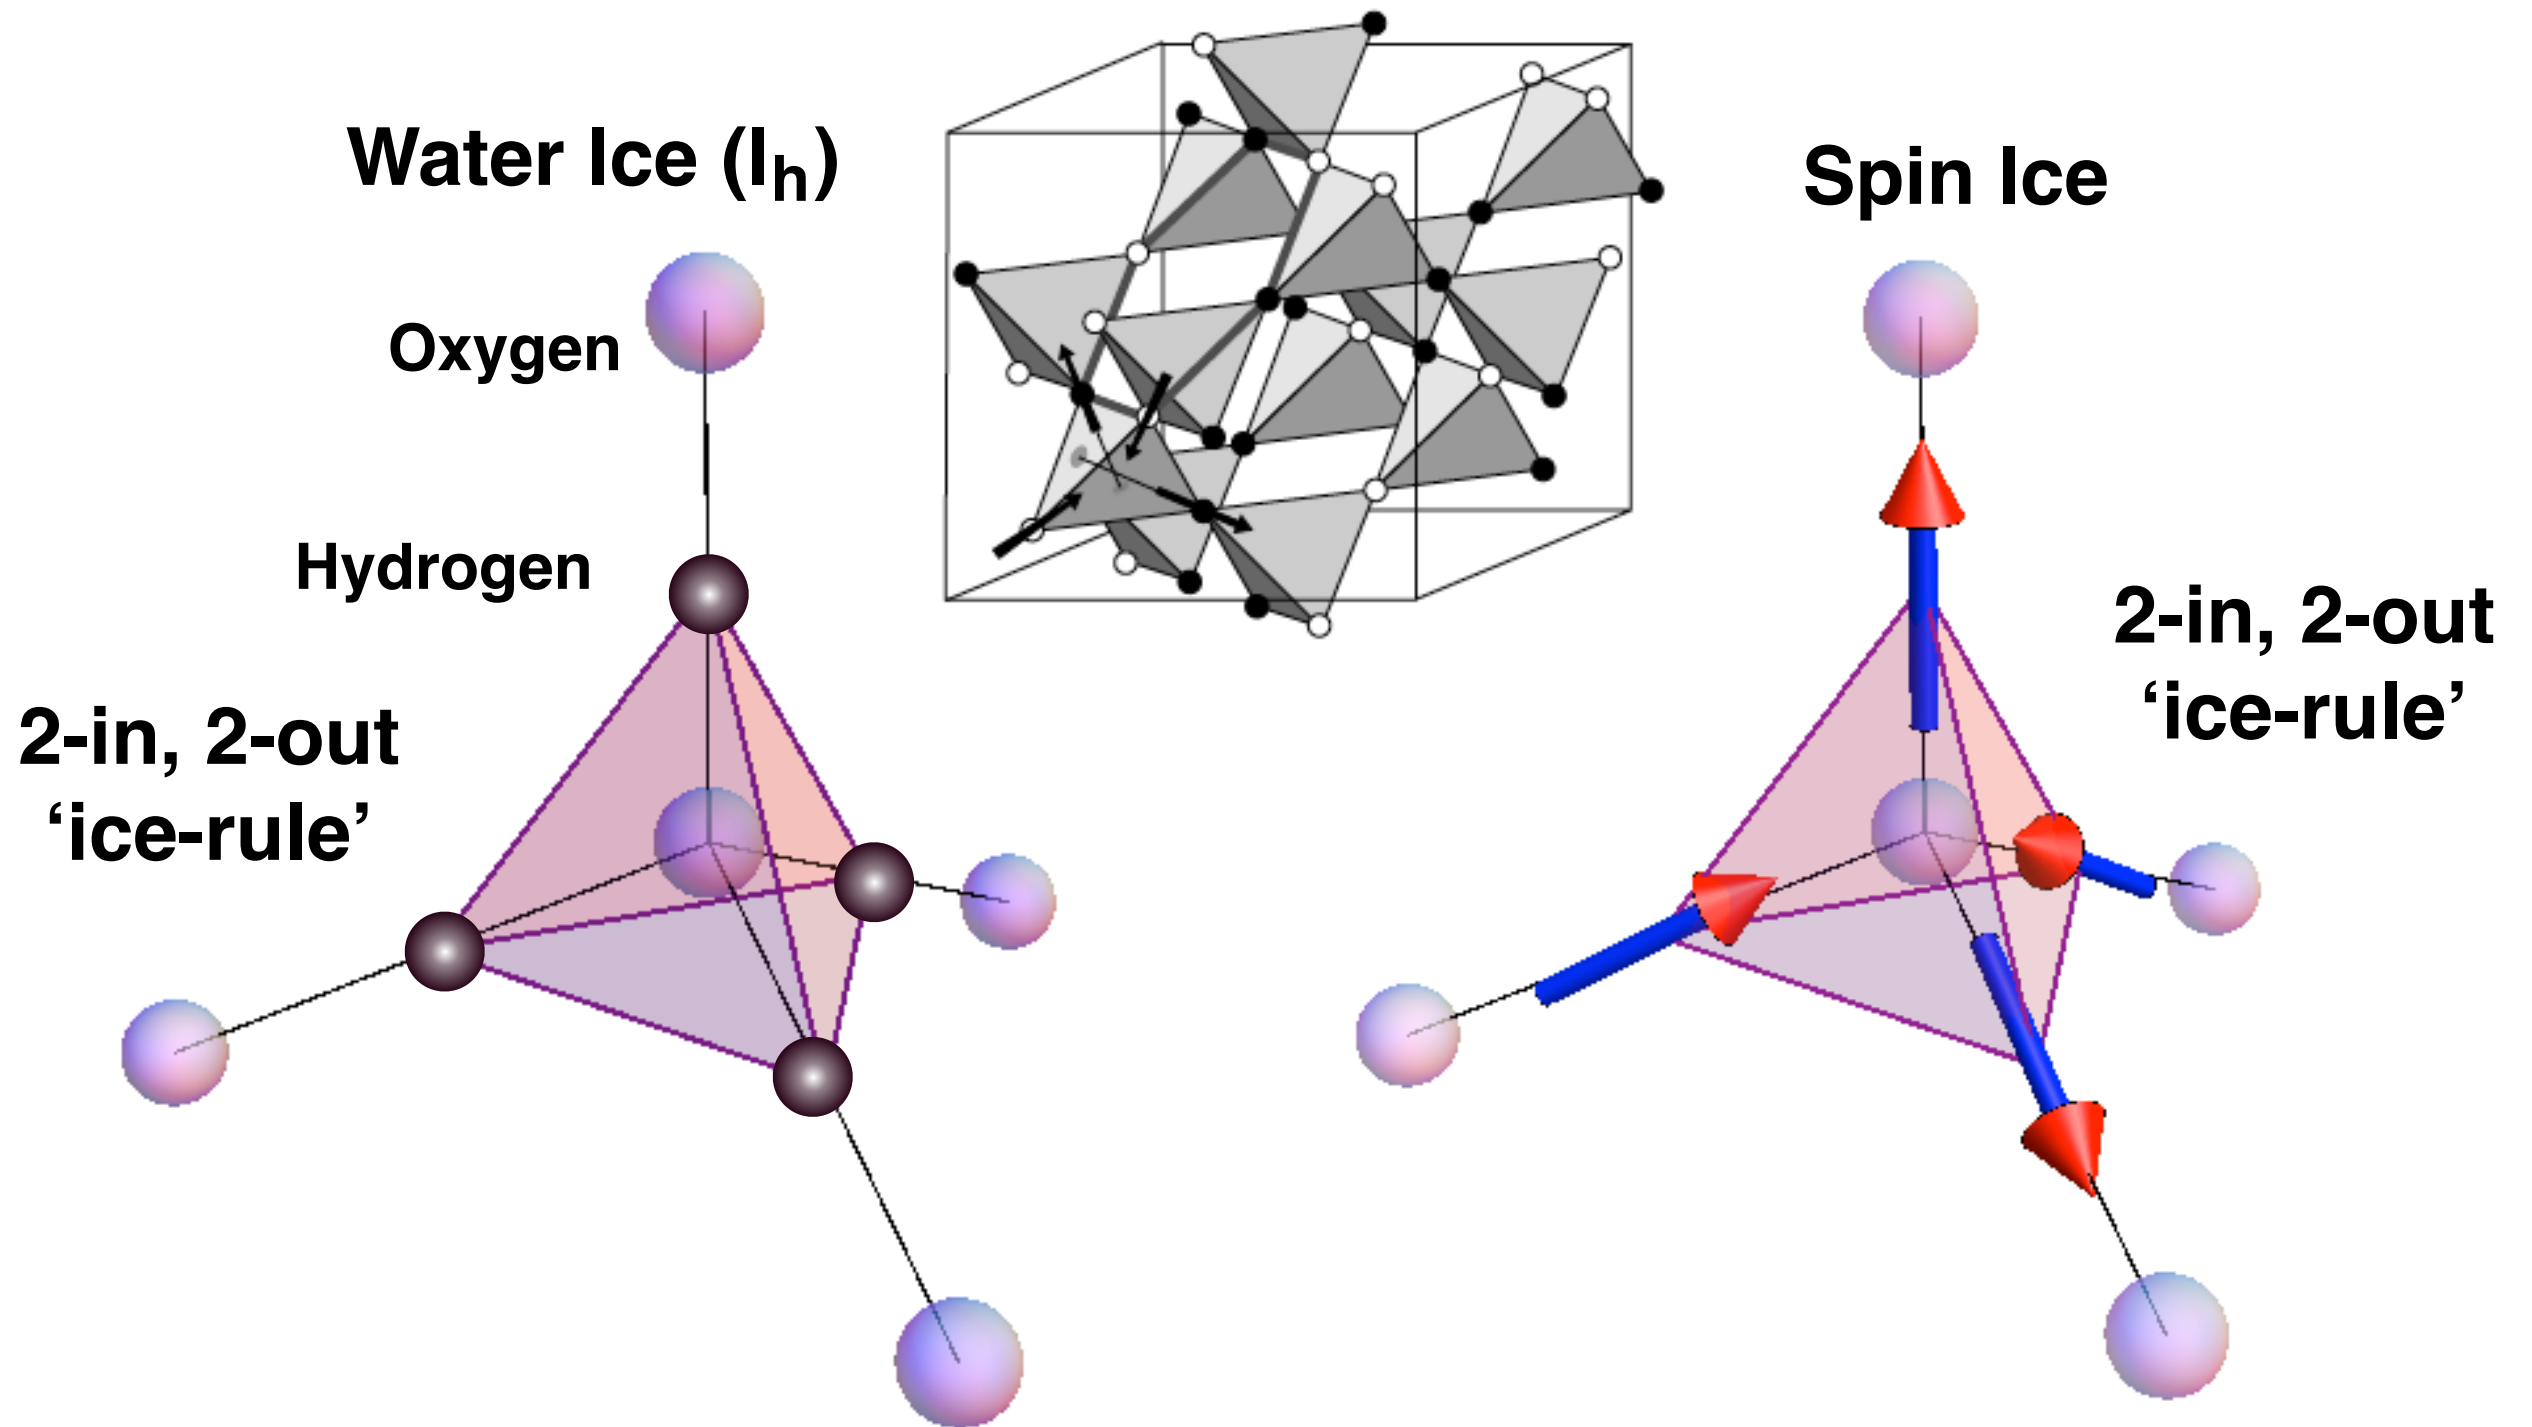 Water Ice (Ih)
Spin Ice
Oxygen
Hydrogen
2-in, 2-out
‘ice-rule’
2-in, 2-out
‘ice-rule’